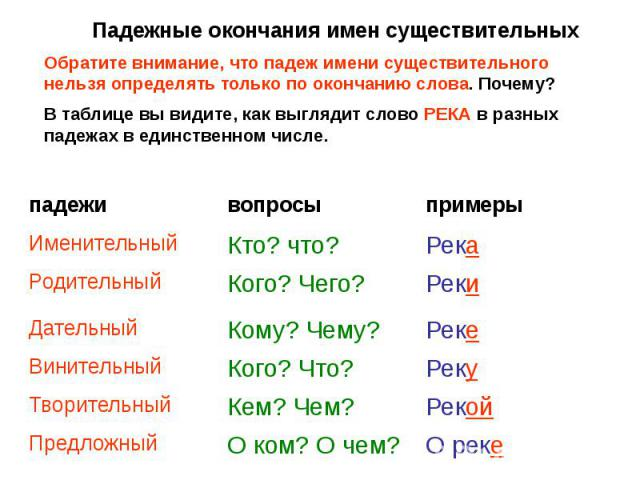 Падежные окончания имен существительных
Обратите внимание, что падеж имени существительного
нельзя определять только по окончанию слова. Почему?
В таблице вы видите, как выглядит слово РЕКА в разных
падежах в единственном числе.
падежи вопросы примеры
Именительный Кто? что? Река
Родительный Кого? Чего? Реки
Дательный Кому? Чему? Реке
Винительный Кого? Что? Реку
Творительный Кем? Чем? Рекой
Предложный О ком? О чем? О реке